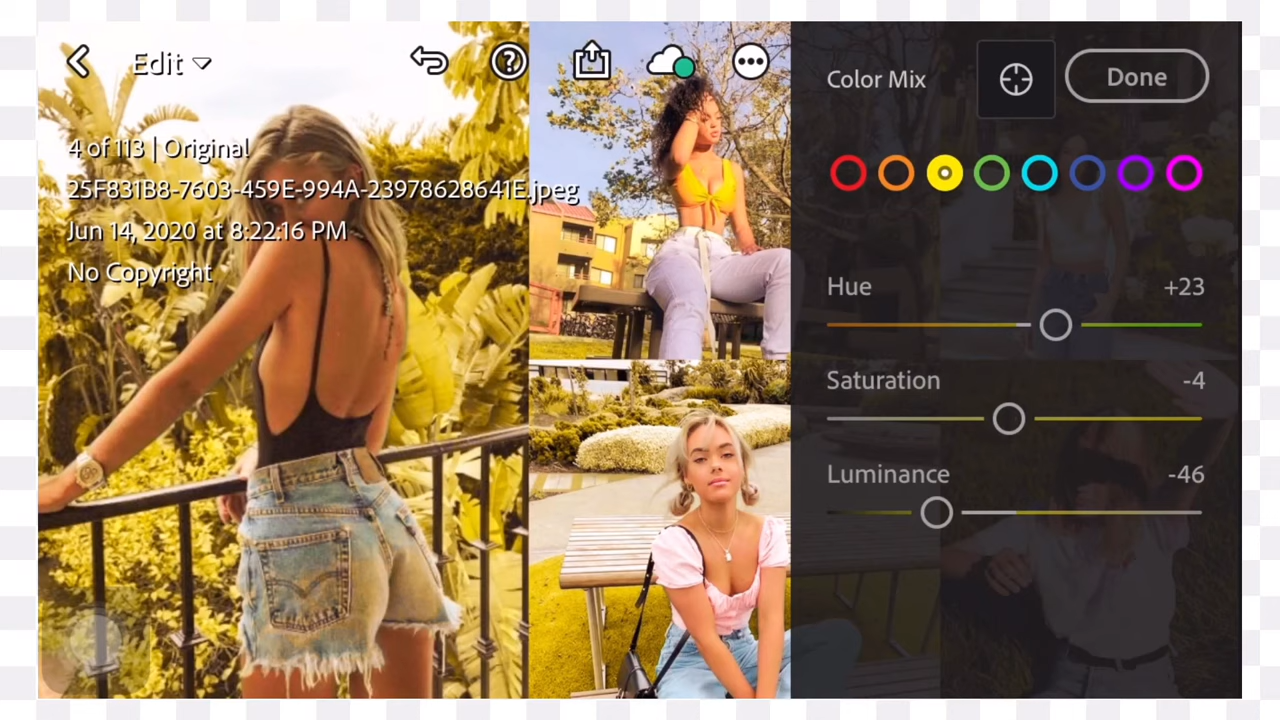 Edit
4 of 113 | Original
25F831B8-7603-459E-994A-23978628641E.jpeg
Jun 14, 2020 at 8:22:16 PM
No Copyright
Color Mix
Done
Hue +23
Saturation -4
Luminance -46